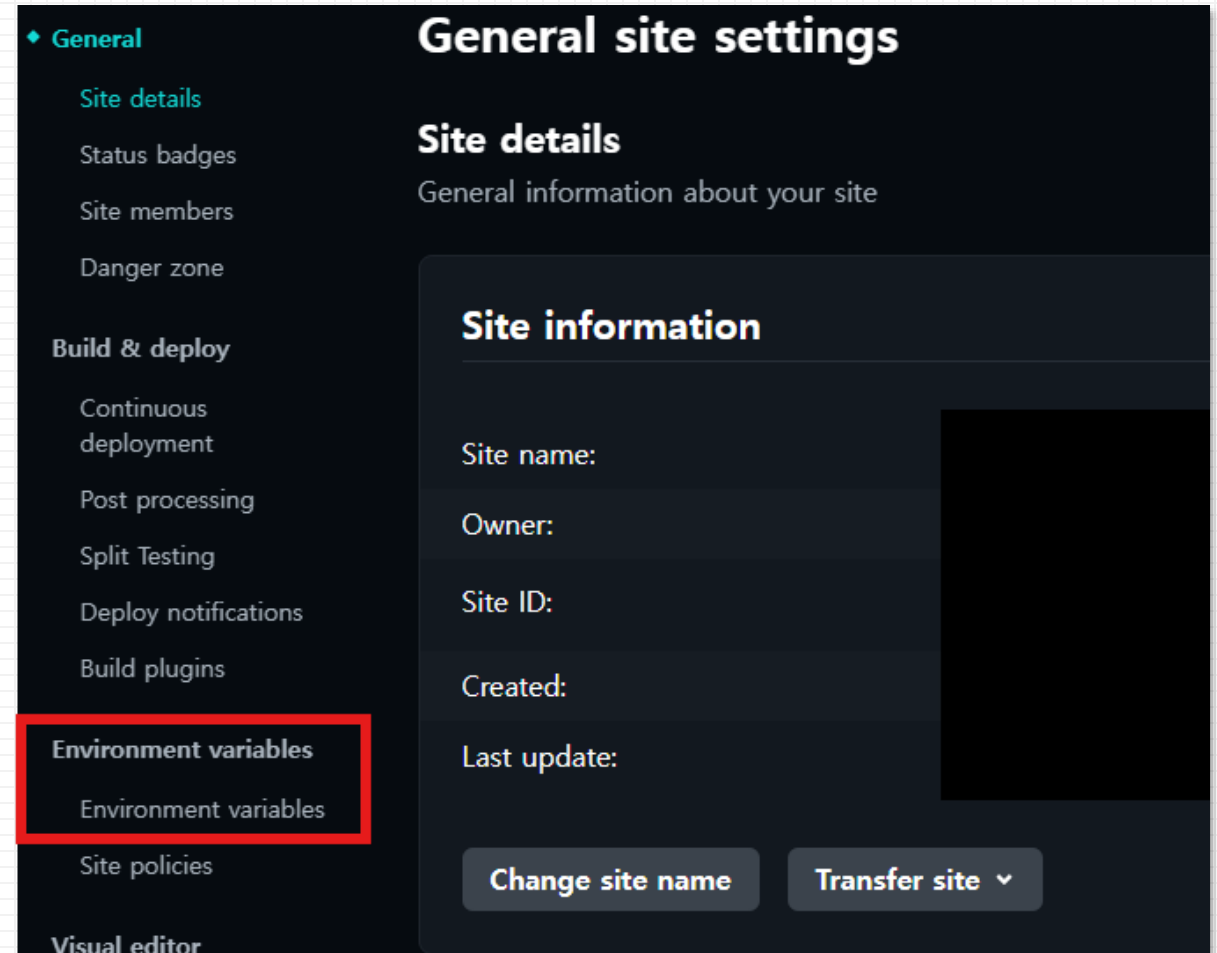 General
Site details
Status badges
Site members
Danger zone
Build & deploy
Continuous
deployment
Post processing
Split Testing
Deploy notifications
Build plugins
Environment variables
Environment variables
Site policies
Visual editor
General site settings
Site details
General information about your site
Site information
Site name:
Owner:
Site ID:
Created:
Last update:
Change site name
Transfer site